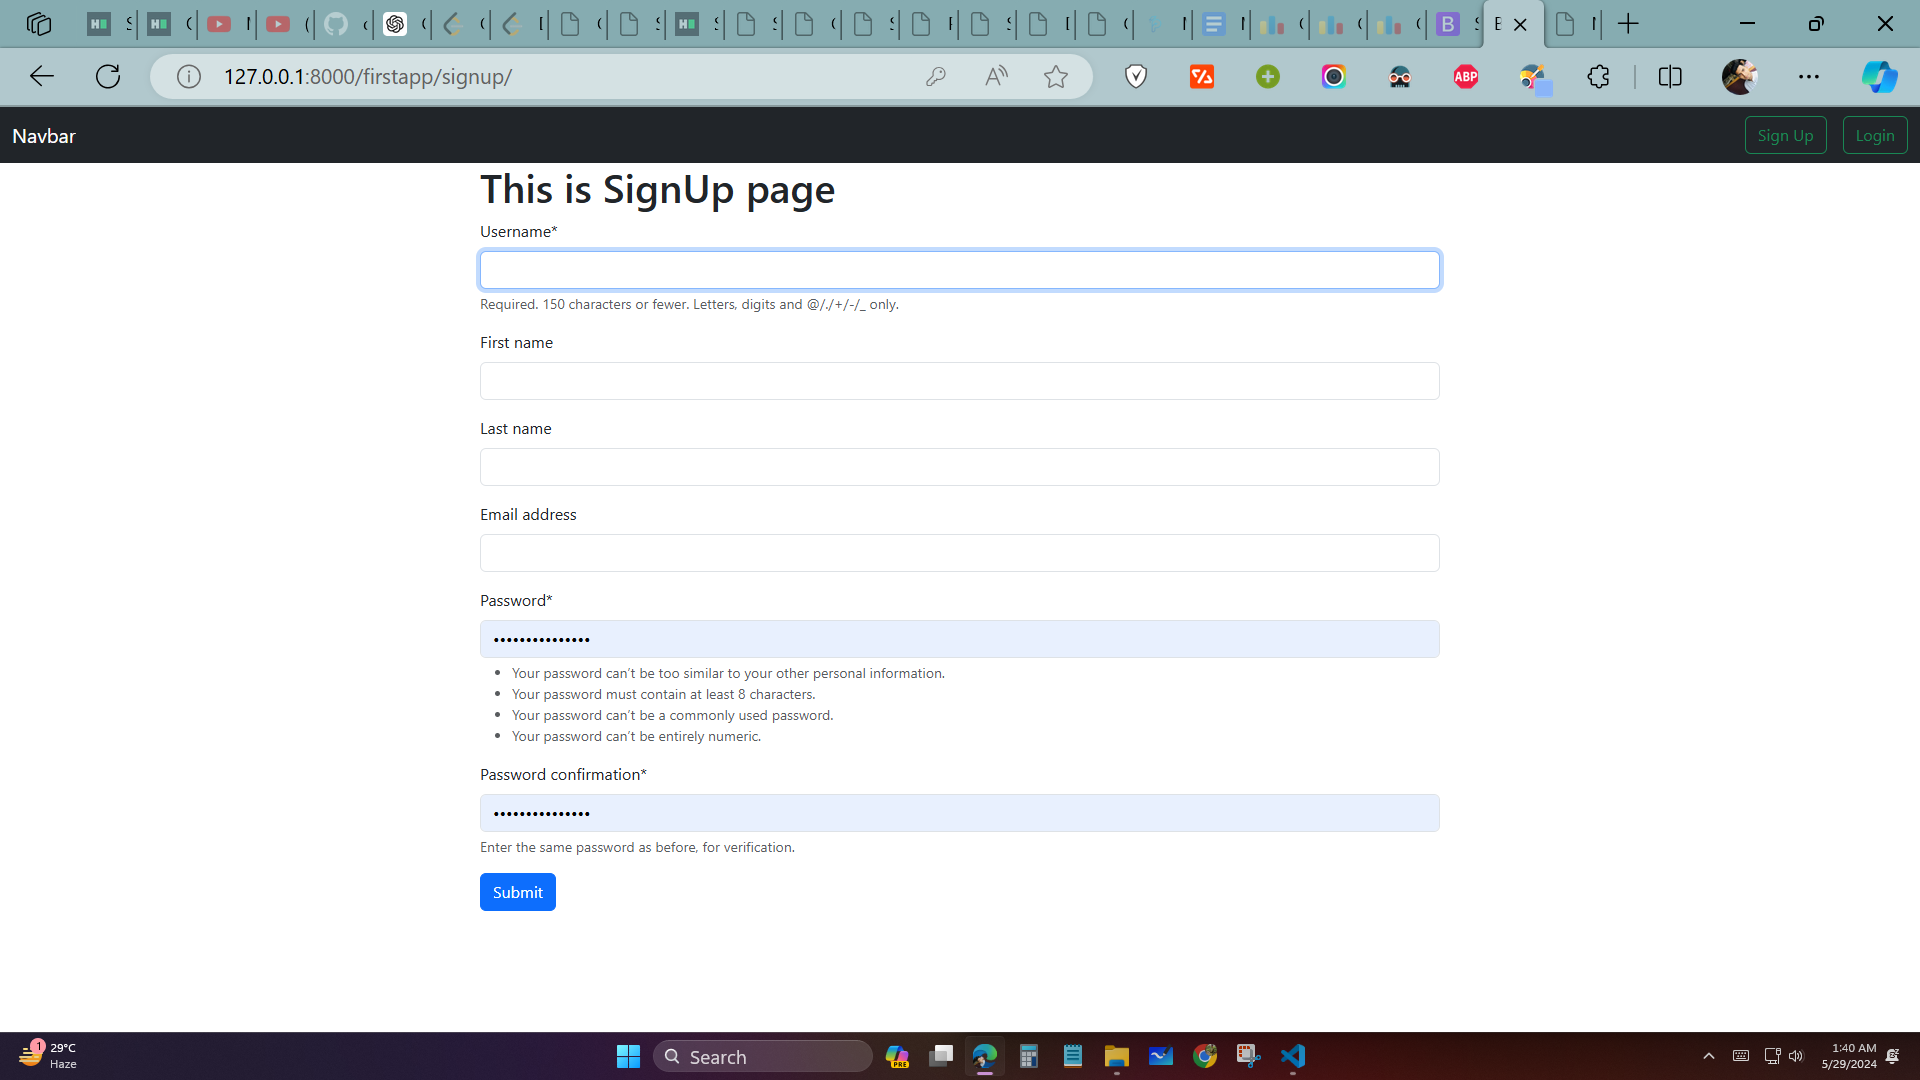 127.0.0.1:8000/firstapp/signup/
ABP
Navbar
Sign Up
Login
This is SignUp page
Username*
Required. 150 characters or fewer. Letters, digits and @/./+/-/_ only.
First name
Last name
Email address
Password*
•••••••••••••••
• Your password can’t be too similar to your other personal information.
• Your password must contain at least 8 characters.
• Your password can’t be a commonly used password.
• Your password can’t be entirely numeric.
Password confirmation*
•••••••••••••••
Enter the same password as before, for verification.
Submit
1
29°C
Haze
Search
PRE
1:40 AM
5/29/2024